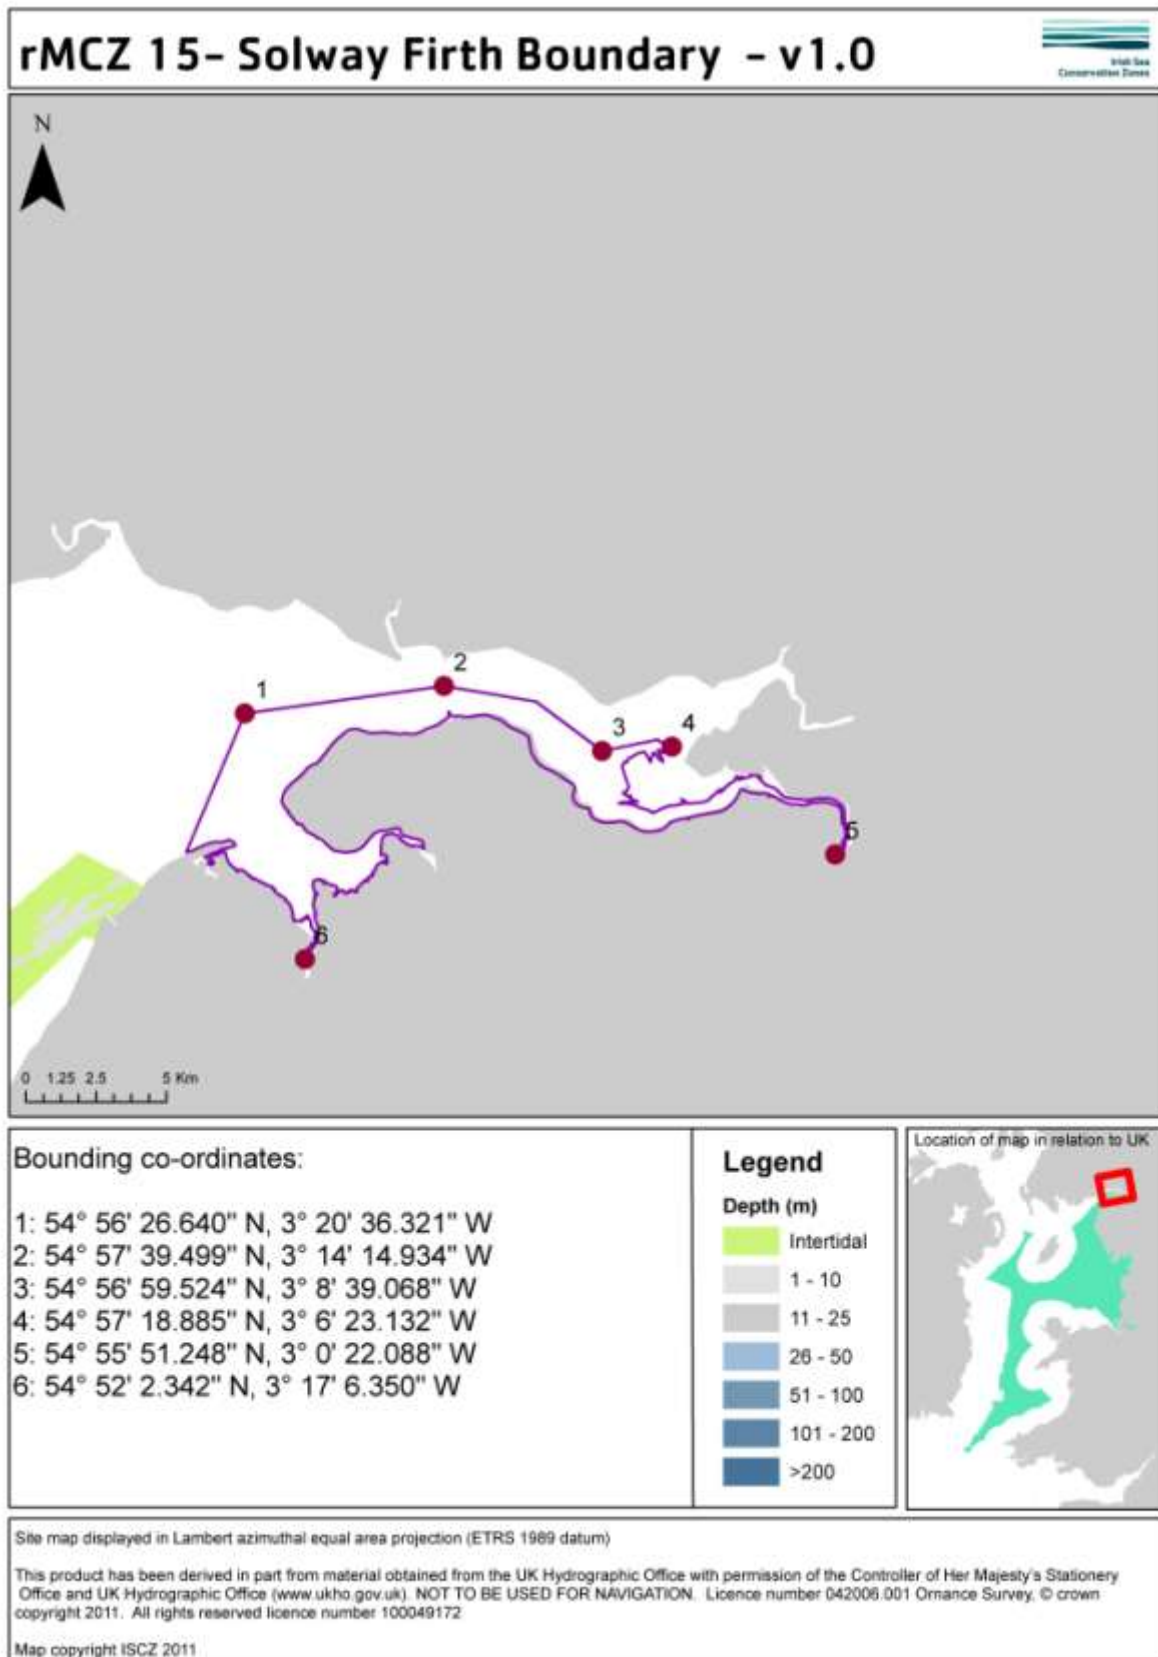 rMCZ 15- Solway Firth Boundary - v1.0
Irish Sea
Conservation Zones
N
1
2
3
4
5
6
0 1.25 2.5 5 Km
Bounding co-ordinates:
1: 54° 56' 26.640" N, 3° 20' 36.321" W
2: 54° 57' 39.499" N, 3° 14' 14.934" W
3: 54° 56' 59.524" N, 3° 8' 39.068" W
4: 54° 57' 18.885" N, 3° 6' 23.132" W
5: 54° 55' 51.248" N, 3° 0' 22.088" W
6: 54° 52' 2.342" N, 3° 17' 6.350" W
Legend
Depth (m)
Intertidal
1 - 10
11 - 25
26 - 50
51 - 100
101 - 200
>200
Location of map in relation to UK
Site map displayed in Lambert azimuthal equal area projection (ETRS 1989 datum)
This product has been derived in part from material obtained from the UK Hydrographic Office with permission of the Controller of Her Majesty's Stationery
Office and UK Hydrographic Office (www.ukho.gov.uk). NOT TO BE USED FOR NAVIGATION. Licence number 042006.001 Ornance Survey, © crown
copyright 2011. All rights reserved licence number 100049172
Map copyright ISCZ 2011